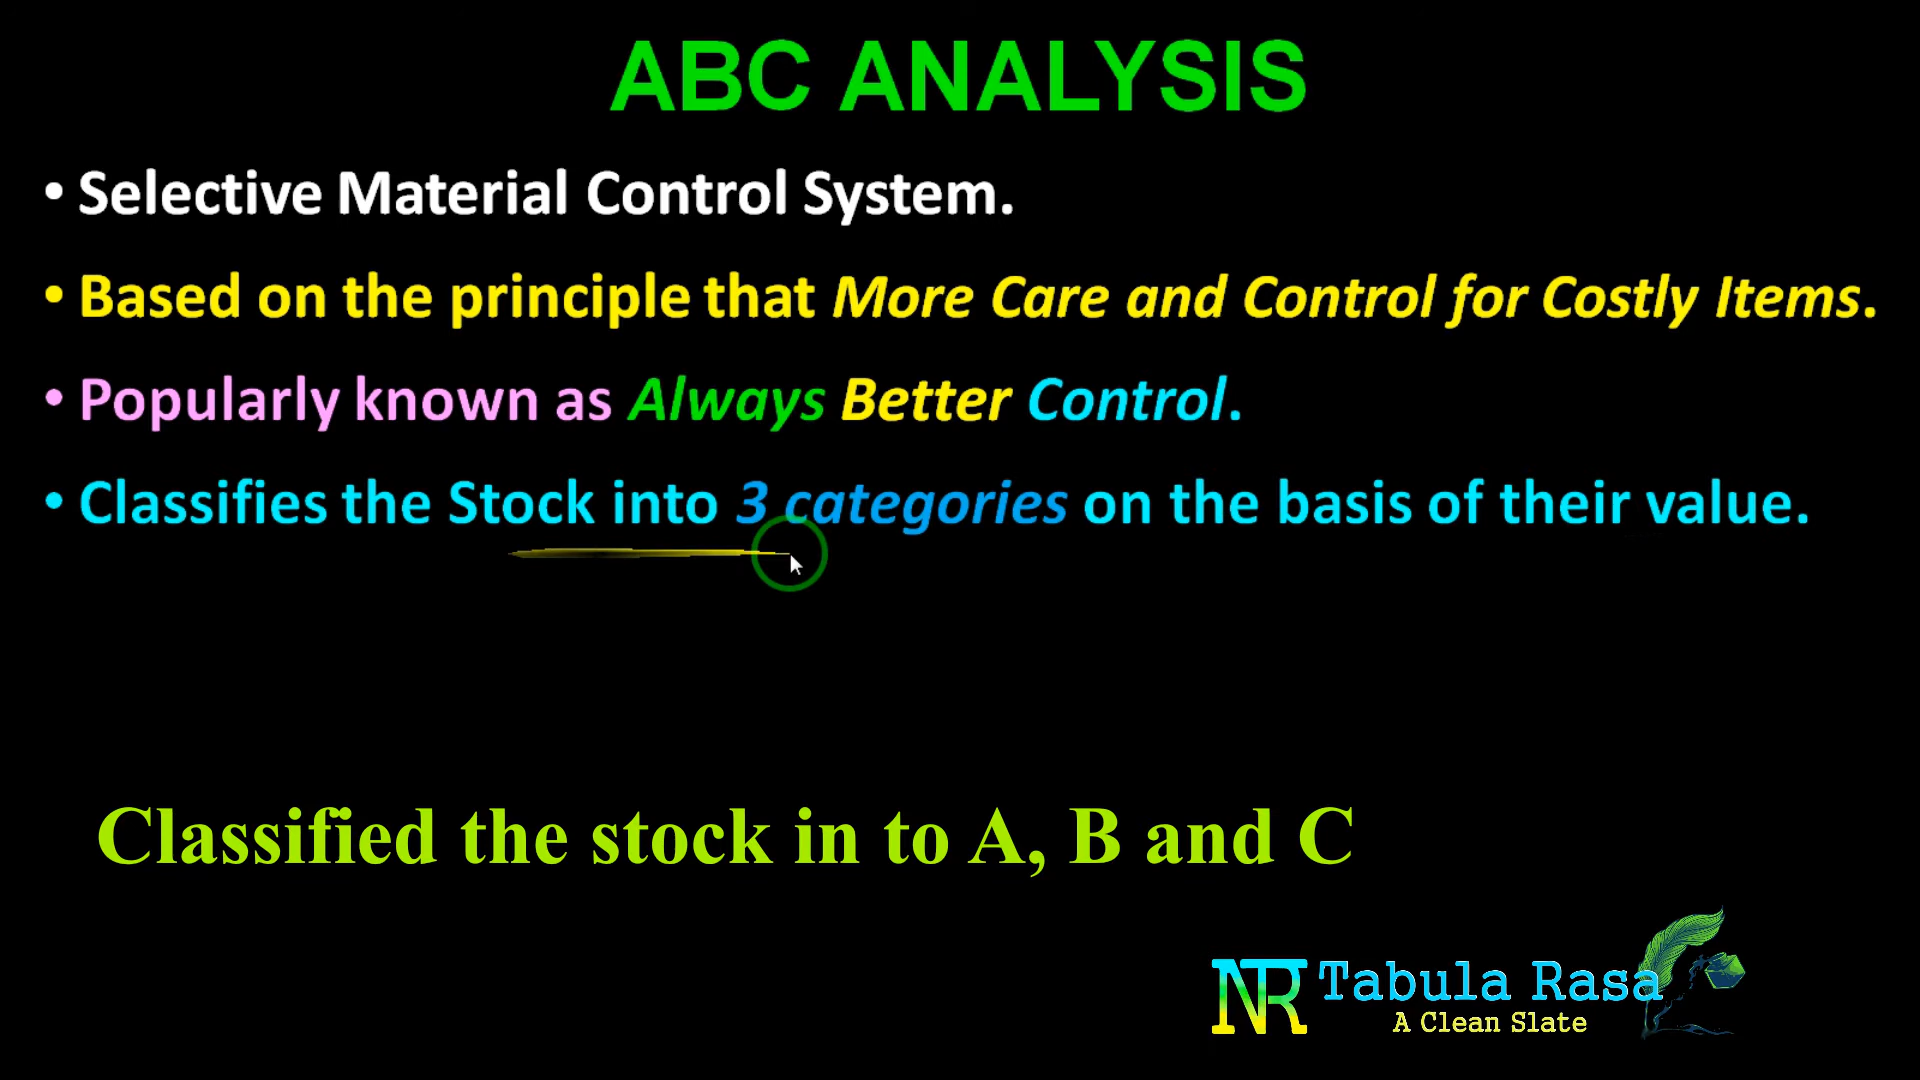 ABC ANALYSIS
• Selective Material Control System.
• Based on the principle that More Care and Control for Costly Items.
• Popularly known as Always Better Control.
• Classifies the Stock into 3 categories on the basis of their value.
Classified the stock in to A, B and C
NTR Tabula Rasa
A Clean Slate